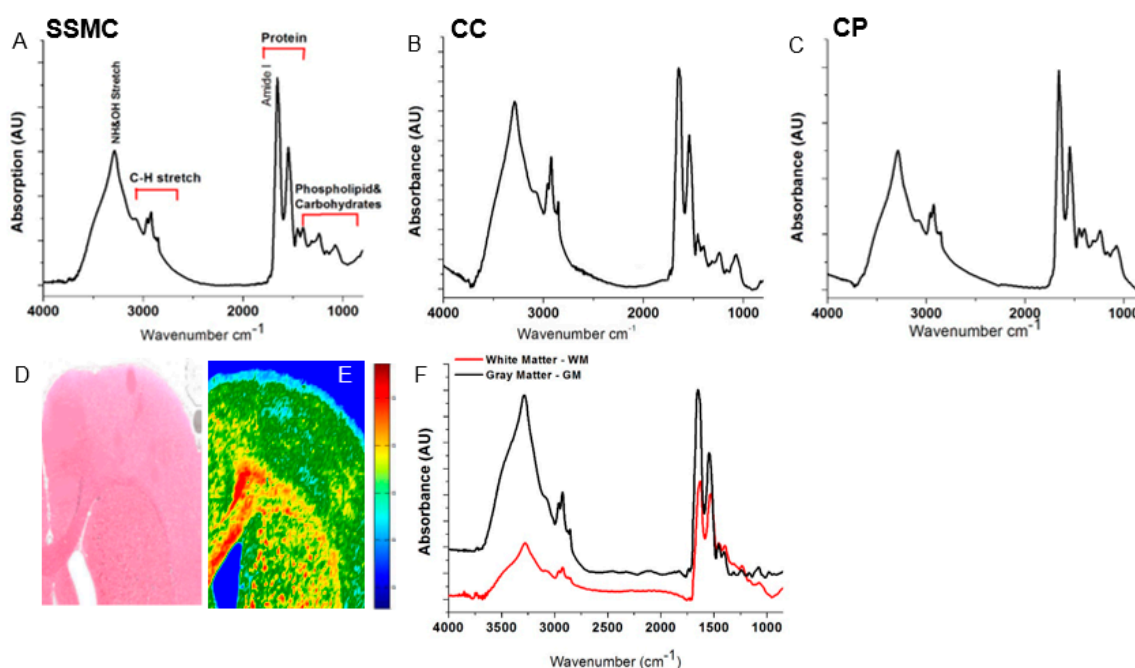 A
SSMC
Absorption (AU)
NH&OH Stretch
C-H stretch
Protein
Amide I
Phospholipid&
Carbohydrates
4000 3000 2000 1000
Wavenumber cm⁻¹
B
CC
Absorbance (AU)
4000 3000 2000 1000
Wavenumber cm⁻¹
C
CP
Absorbance (AU)
4000 3000 2000 1000
Wavenumber cm⁻¹
D
E
F
White Matter - WM
Gray Matter - GM
Absorbance (AU)
4000 3500 3000 2500 2000 1500 1000
Wavenumber (cm⁻¹)